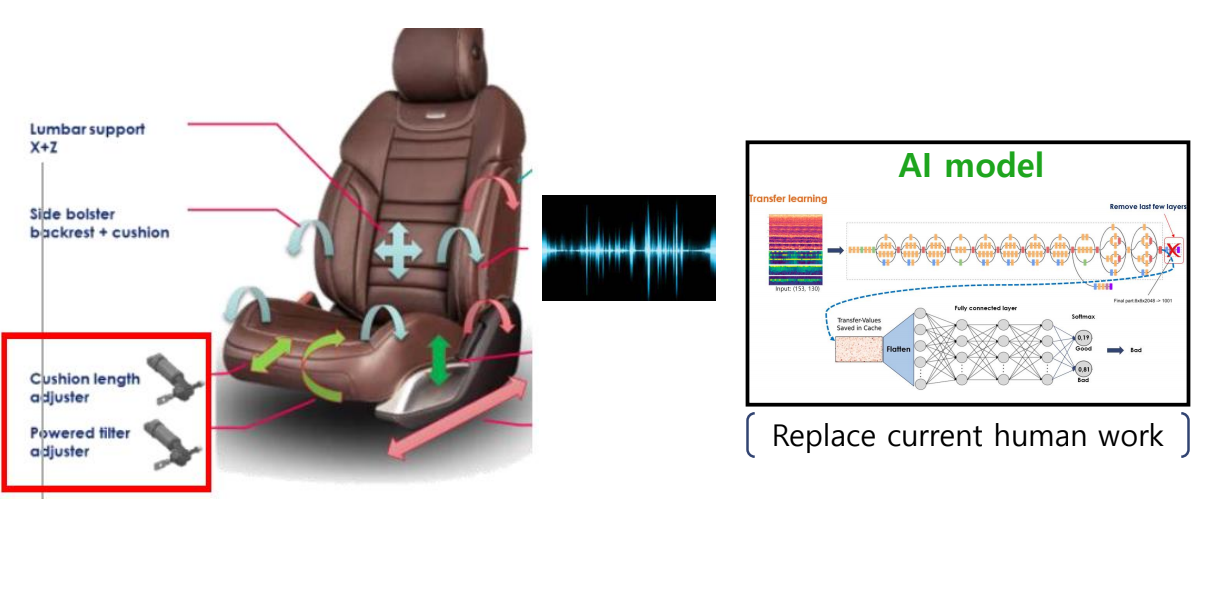 Lumbar support
X+Z
Side bolster
backrest + cushion
Cushion length
adjuster
Powered tilter
adjuster
AI model
Transfer learning
Remove last few layers
Input: (153, 130)
Final part:8x8x2048 -> 1001
Transfer-Values
Saved in Cache
Fully connected layer
Softmax
Flatten
0,19
Good
Bad
0,81
Bad
Replace current human work